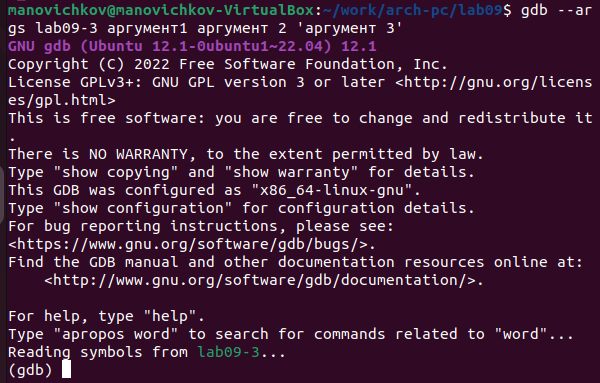 manovichkov@manovichkov-VirtualBox:~/work/arch-pc/lab09$ gdb --ar
gs lab09-3 аргумент1 аргумент 2 'аргумент 3'
GNU gdb (Ubuntu 12.1-0ubuntu1~22.04) 12.1
Copyright (C) 2022 Free Software Foundation, Inc.
License GPLv3+: GNU GPL version 3 or later <http://gnu.org/licens
es/gpl.html>
This is free software: you are free to change and redistribute it
.
There is NO WARRANTY, to the extent permitted by law.
Type "show copying" and "show warranty" for details.
This GDB was configured as "x86_64-linux-gnu".
Type "show configuration" for configuration details.
For bug reporting instructions, please see:
<https://www.gnu.org/software/gdb/bugs/>.
Find the GDB manual and other documentation resources online at:
    <http://www.gnu.org/software/gdb/documentation/>.

For help, type "help".
Type "apropos word" to search for commands related to "word"...
Reading symbols from lab09-3...
(gdb)